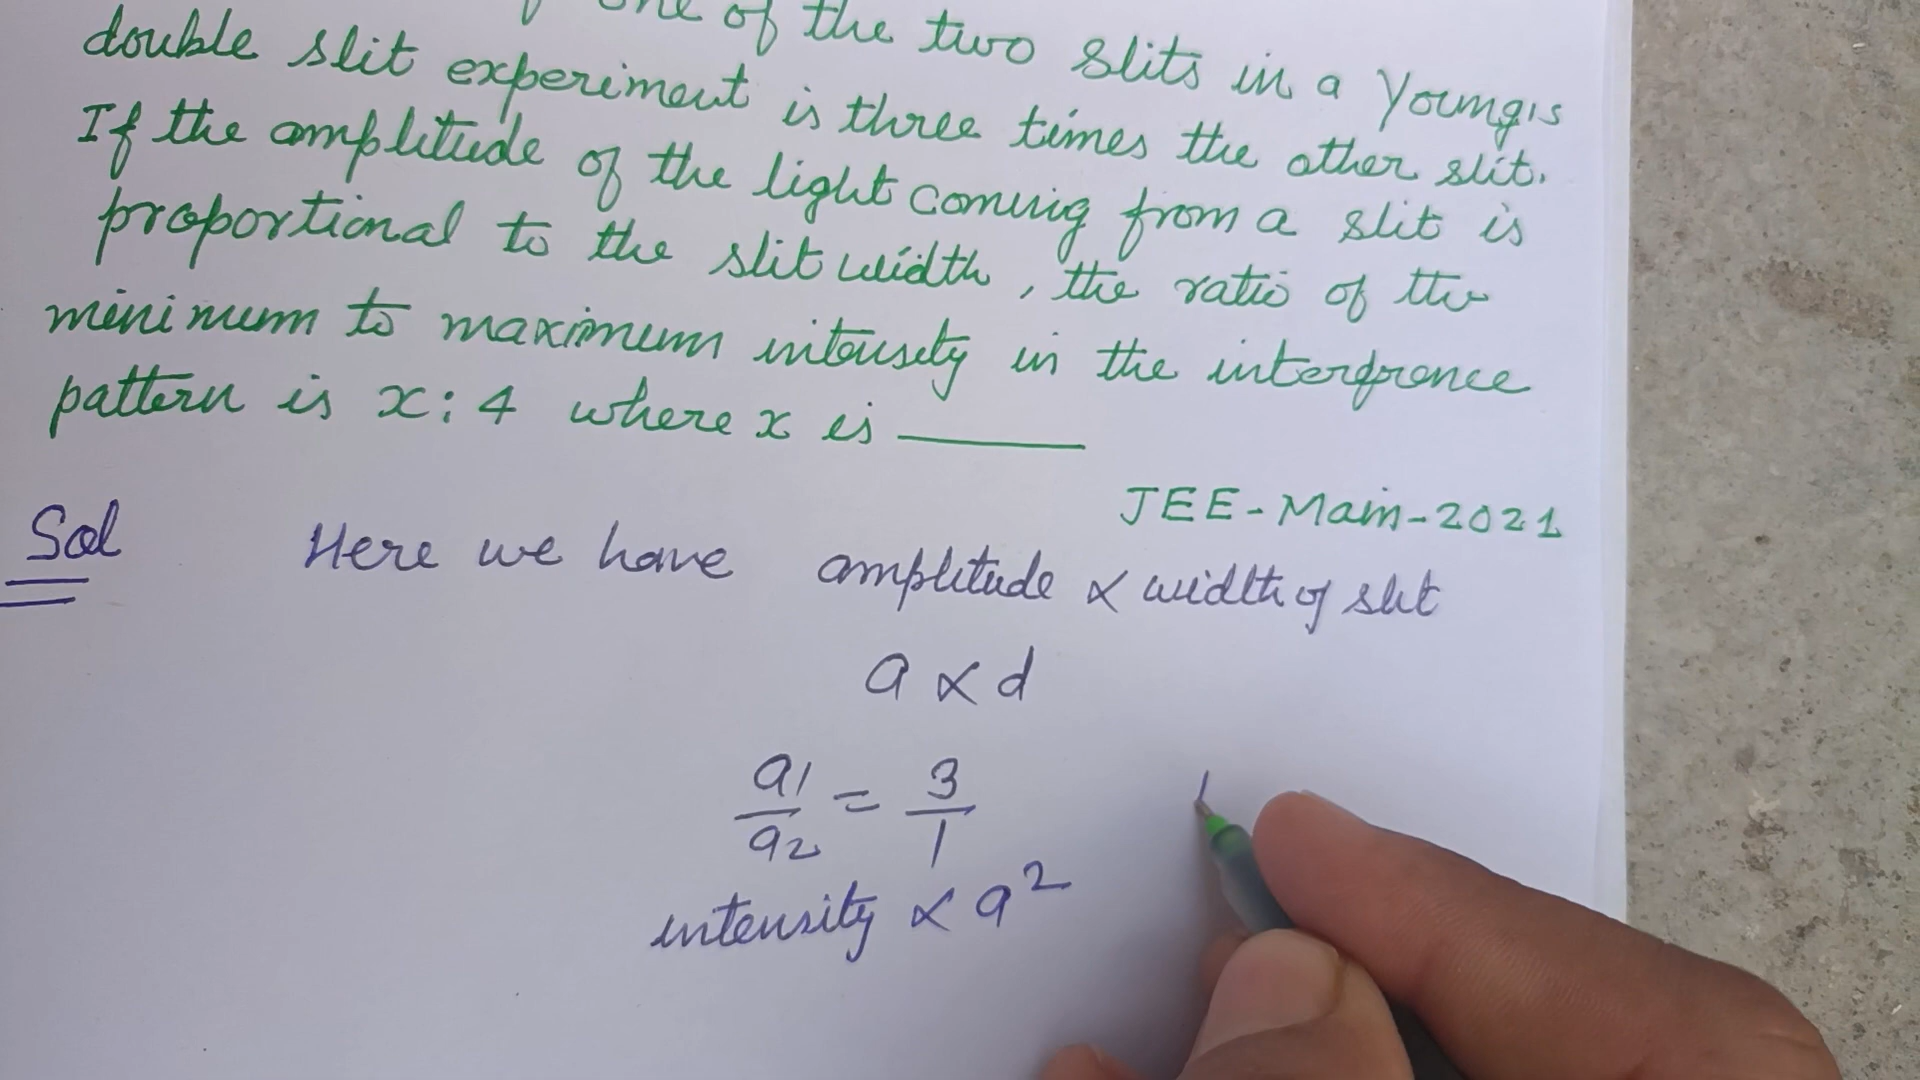 one of the two slits in a Young's
double slit experiment is three times the other slit.
If the amplitude of the light coming from a slit is
proportional to the slit width, the ratio of the
minimum to maximum intensity in the interference
pattern is x: 4 where x is ______
JEE-Main-2021
Sol Here we have amplitude ∝ width of slit
a ∝ d
a1/a2 = 3/1
intensity ∝ a²